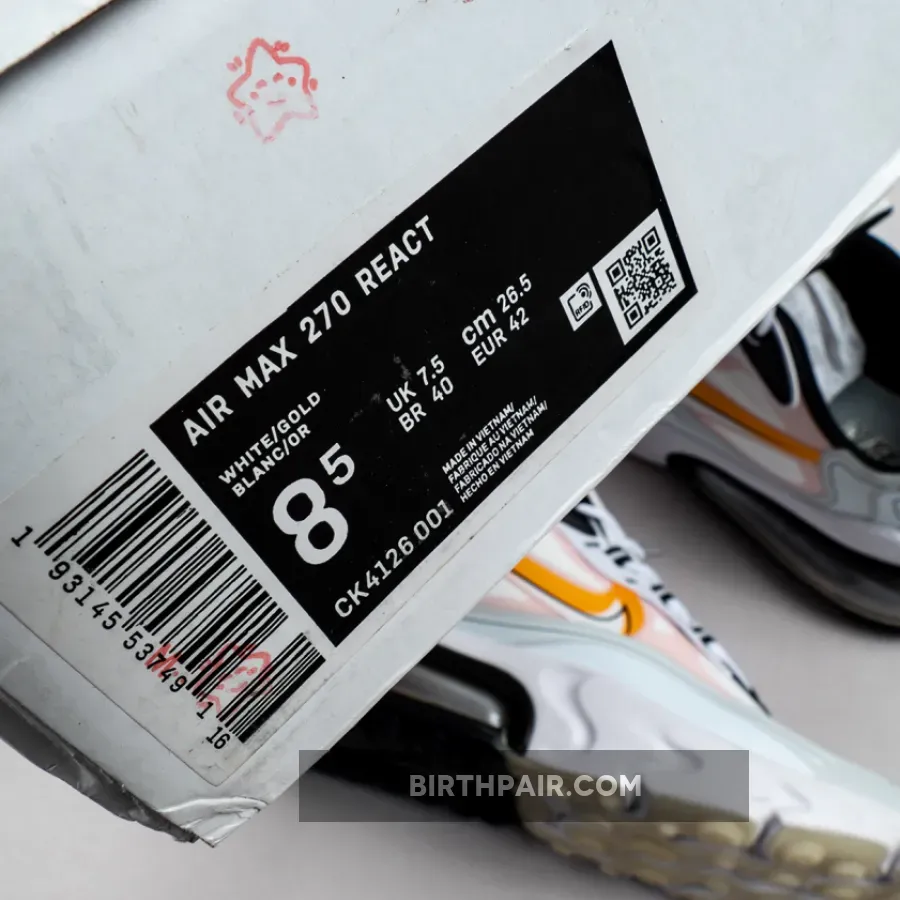 AIR MAX 270 REACT
WHITE/GOLD
BLANC/OR
8⁵
UK 7.5
BR 40
cm 26.5
EUR 42
MADE IN VIETNAM/
FABRIQUE AU VIETNAM/
FABRICADO NA VIETNAM/
HECHO EN VIETNAM
CK4126 001
RFID
1 93145 53749 1
16
BIRTHPAIR.COM